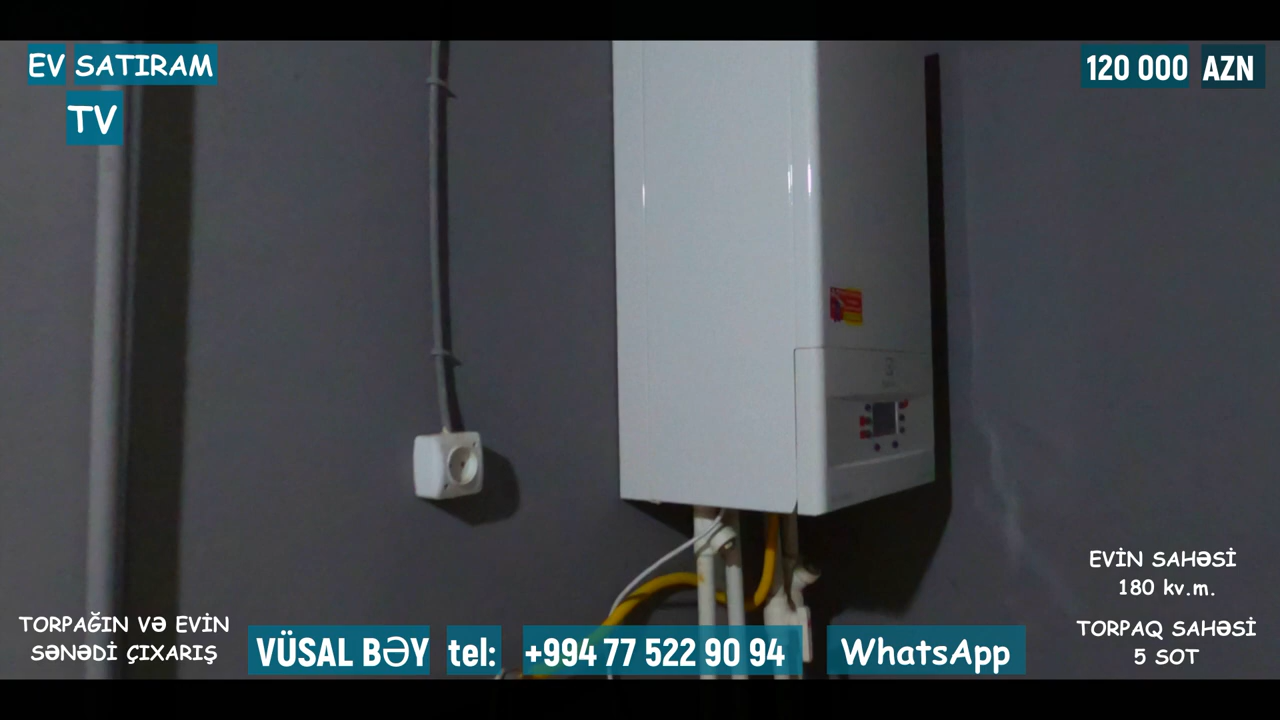 EV SATIRAM
TV
120 000 AZN
EVİN SAHƏSİ
180 kv.m.
TORPAQ SAHƏSİ
5 SOT
TORPAĞIN VƏ EVİN
SƏNƏDİ ÇIXARIŞ
VÜSAL BƏY tel: +994 77 522 90 94 WhatsApp